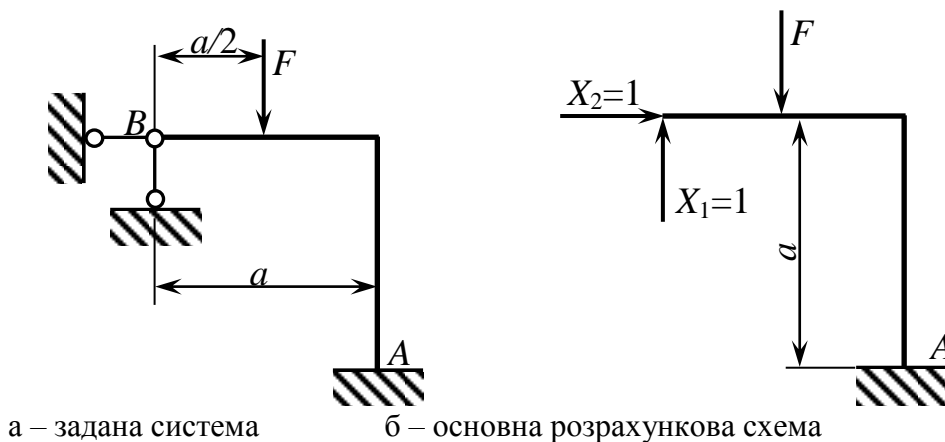 a/2
F
B
a
A
F
X₂=1
X₁=1
a
A
а – задана система
б – основна розрахункова схема